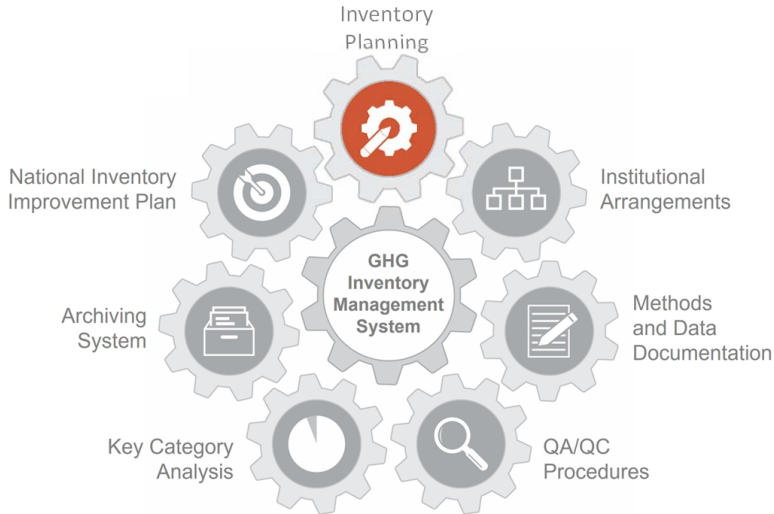 Inventory
Planning
National Inventory
Improvement Plan
Institutional
Arrangements
GHG
Inventory
Management
System
Archiving
System
Methods
and Data
Documentation
Key Category
Analysis
QA/QC
Procedures